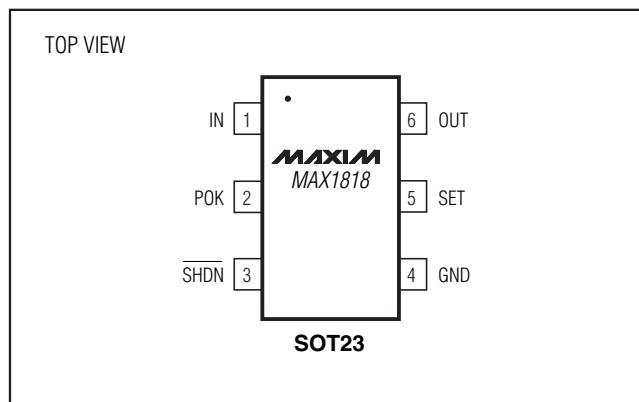 TOP VIEW
IN 1
6 OUT
MAXIM
MAX1818
POK 2
5 SET
SHDN 3
4 GND
SOT23